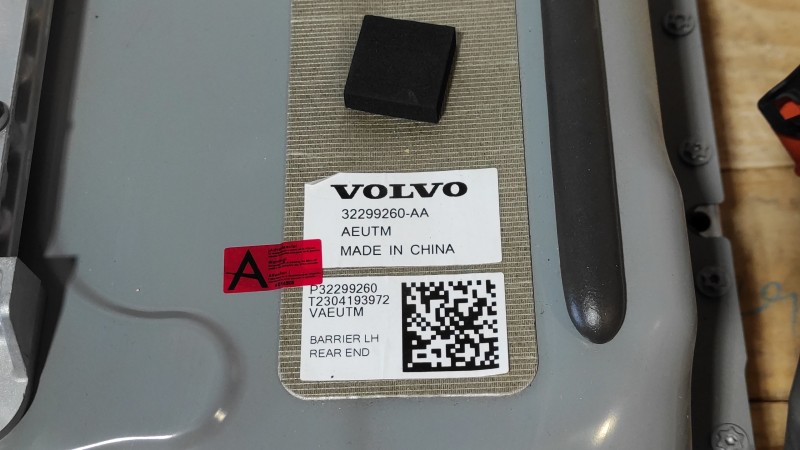 VOLVO
32299260-AA
AEUTM
MADE IN CHINA
A
P32299260
T2304193972
VAEUTM
BARRIER LH
REAR END